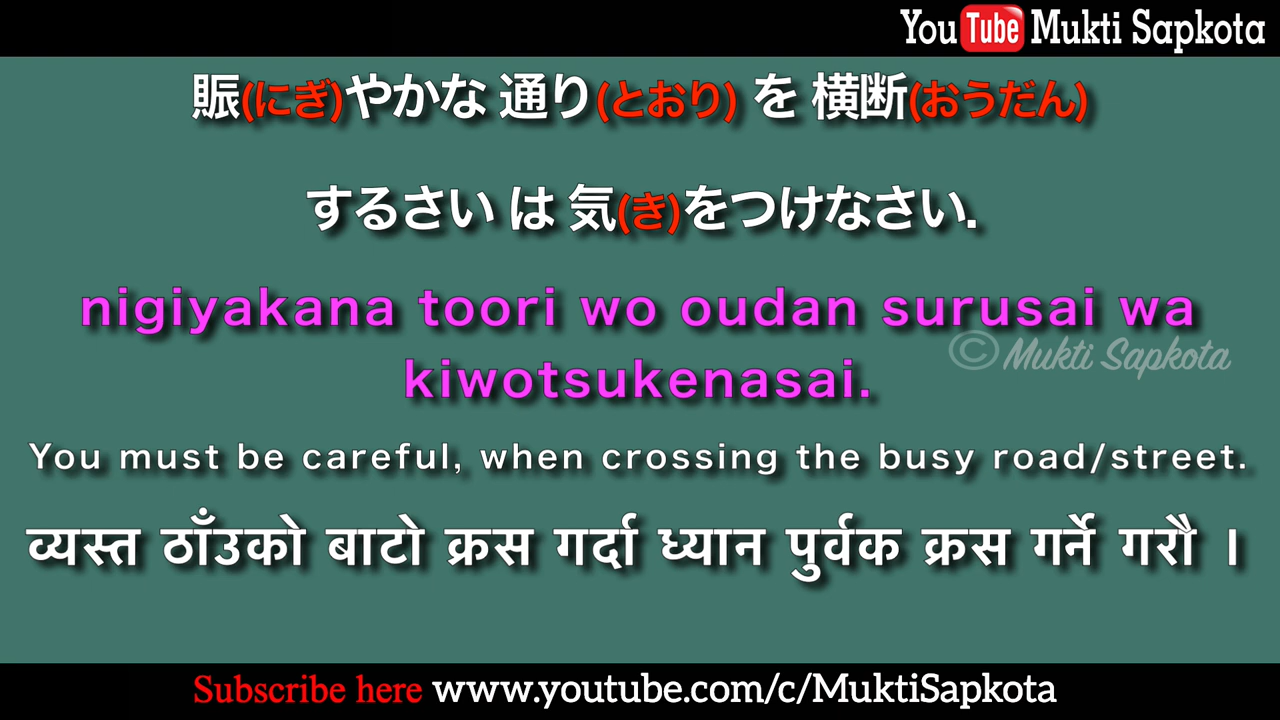 You Tube Mukti Sapkota
賑(にぎ)やかな 通り(とおり) を 横断(おうだん)
するさい は 気(き)をつけなさい.
nigiyakana toori wo oudan surusai wa
© Mukti Sapkota
kiwotsukenasai.
You must be careful, when crossing the busy road/street.
व्यस्त ठाँउको बाटो क्रस गर्दा ध्यान पुर्वक क्रस गर्ने गरौ ।
Subscribe here www.youtube.com/c/MuktiSapkota